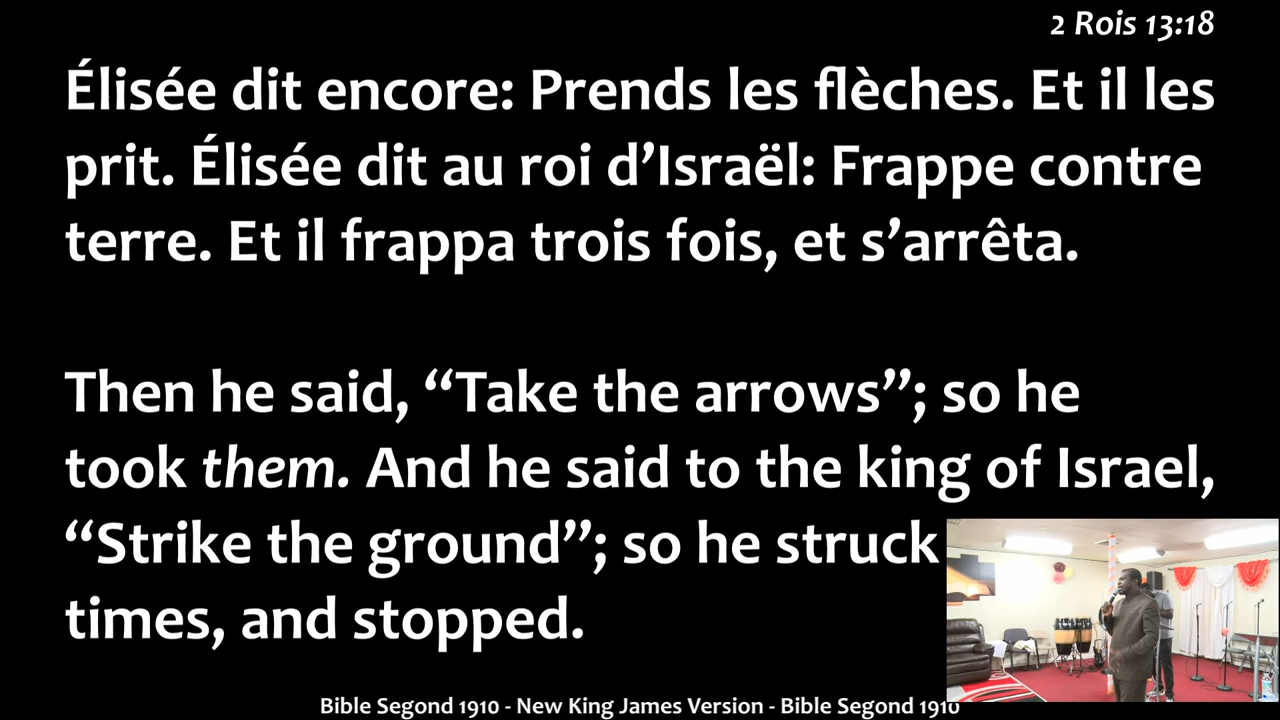 2 Rois 13:18
Élisée dit encore: Prends les flèches. Et il les
prit. Élisée dit au roi d’Israël: Frappe contre
terre. Et il frappa trois fois, et s’arrêta.
Then he said, “Take the arrows”; so he
took them. And he said to the king of Israel,
“Strike the ground”; so he struck
times, and stopped.
Bible Segond 1910 - New King James Version - Bible Segond 1910